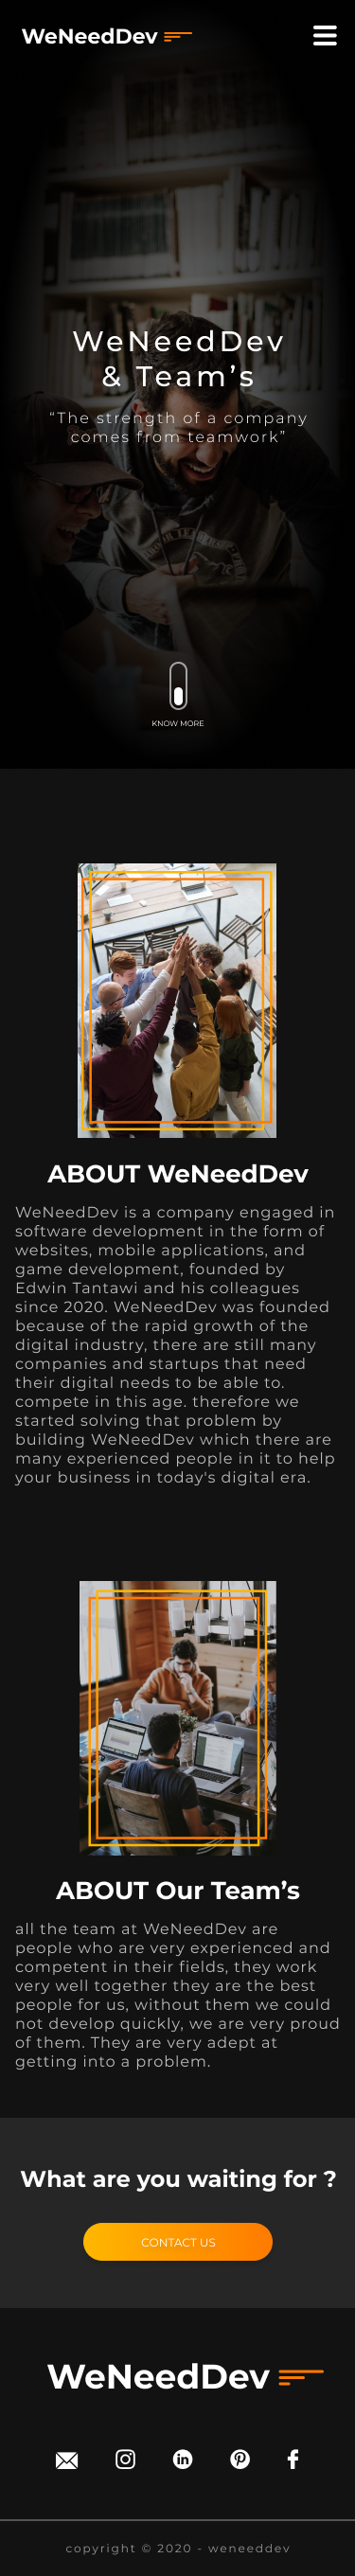 WeNeedDev
WeNeedDev
& Team’s
“The strength of a company
comes from teamwork”
KNOW MORE
ABOUT WeNeedDev
WeNeedDev is a company engaged in
software development in the form of
websites, mobile applications, and
game development, founded by
Edwin Tantawi and his colleagues
since 2020. WeNeedDev was founded
because of the rapid growth of the
digital industry, there are still many
companies and startups that need
their digital needs to be able to.
compete in this age. therefore we
started solving that problem by
building WeNeedDev which there are
many experienced people in it to help
your business in today's digital era.
ABOUT Our Team’s
all the team at WeNeedDev are
people who are very experienced and
competent in their fields, they work
very well together they are the best
people for us, without them we could
not develop quickly, we are very proud
of them. They are very adept at
getting into a problem.
What are you waiting for ?
CONTACT US
WeNeedDev
copyright © 2020 - weneeddev